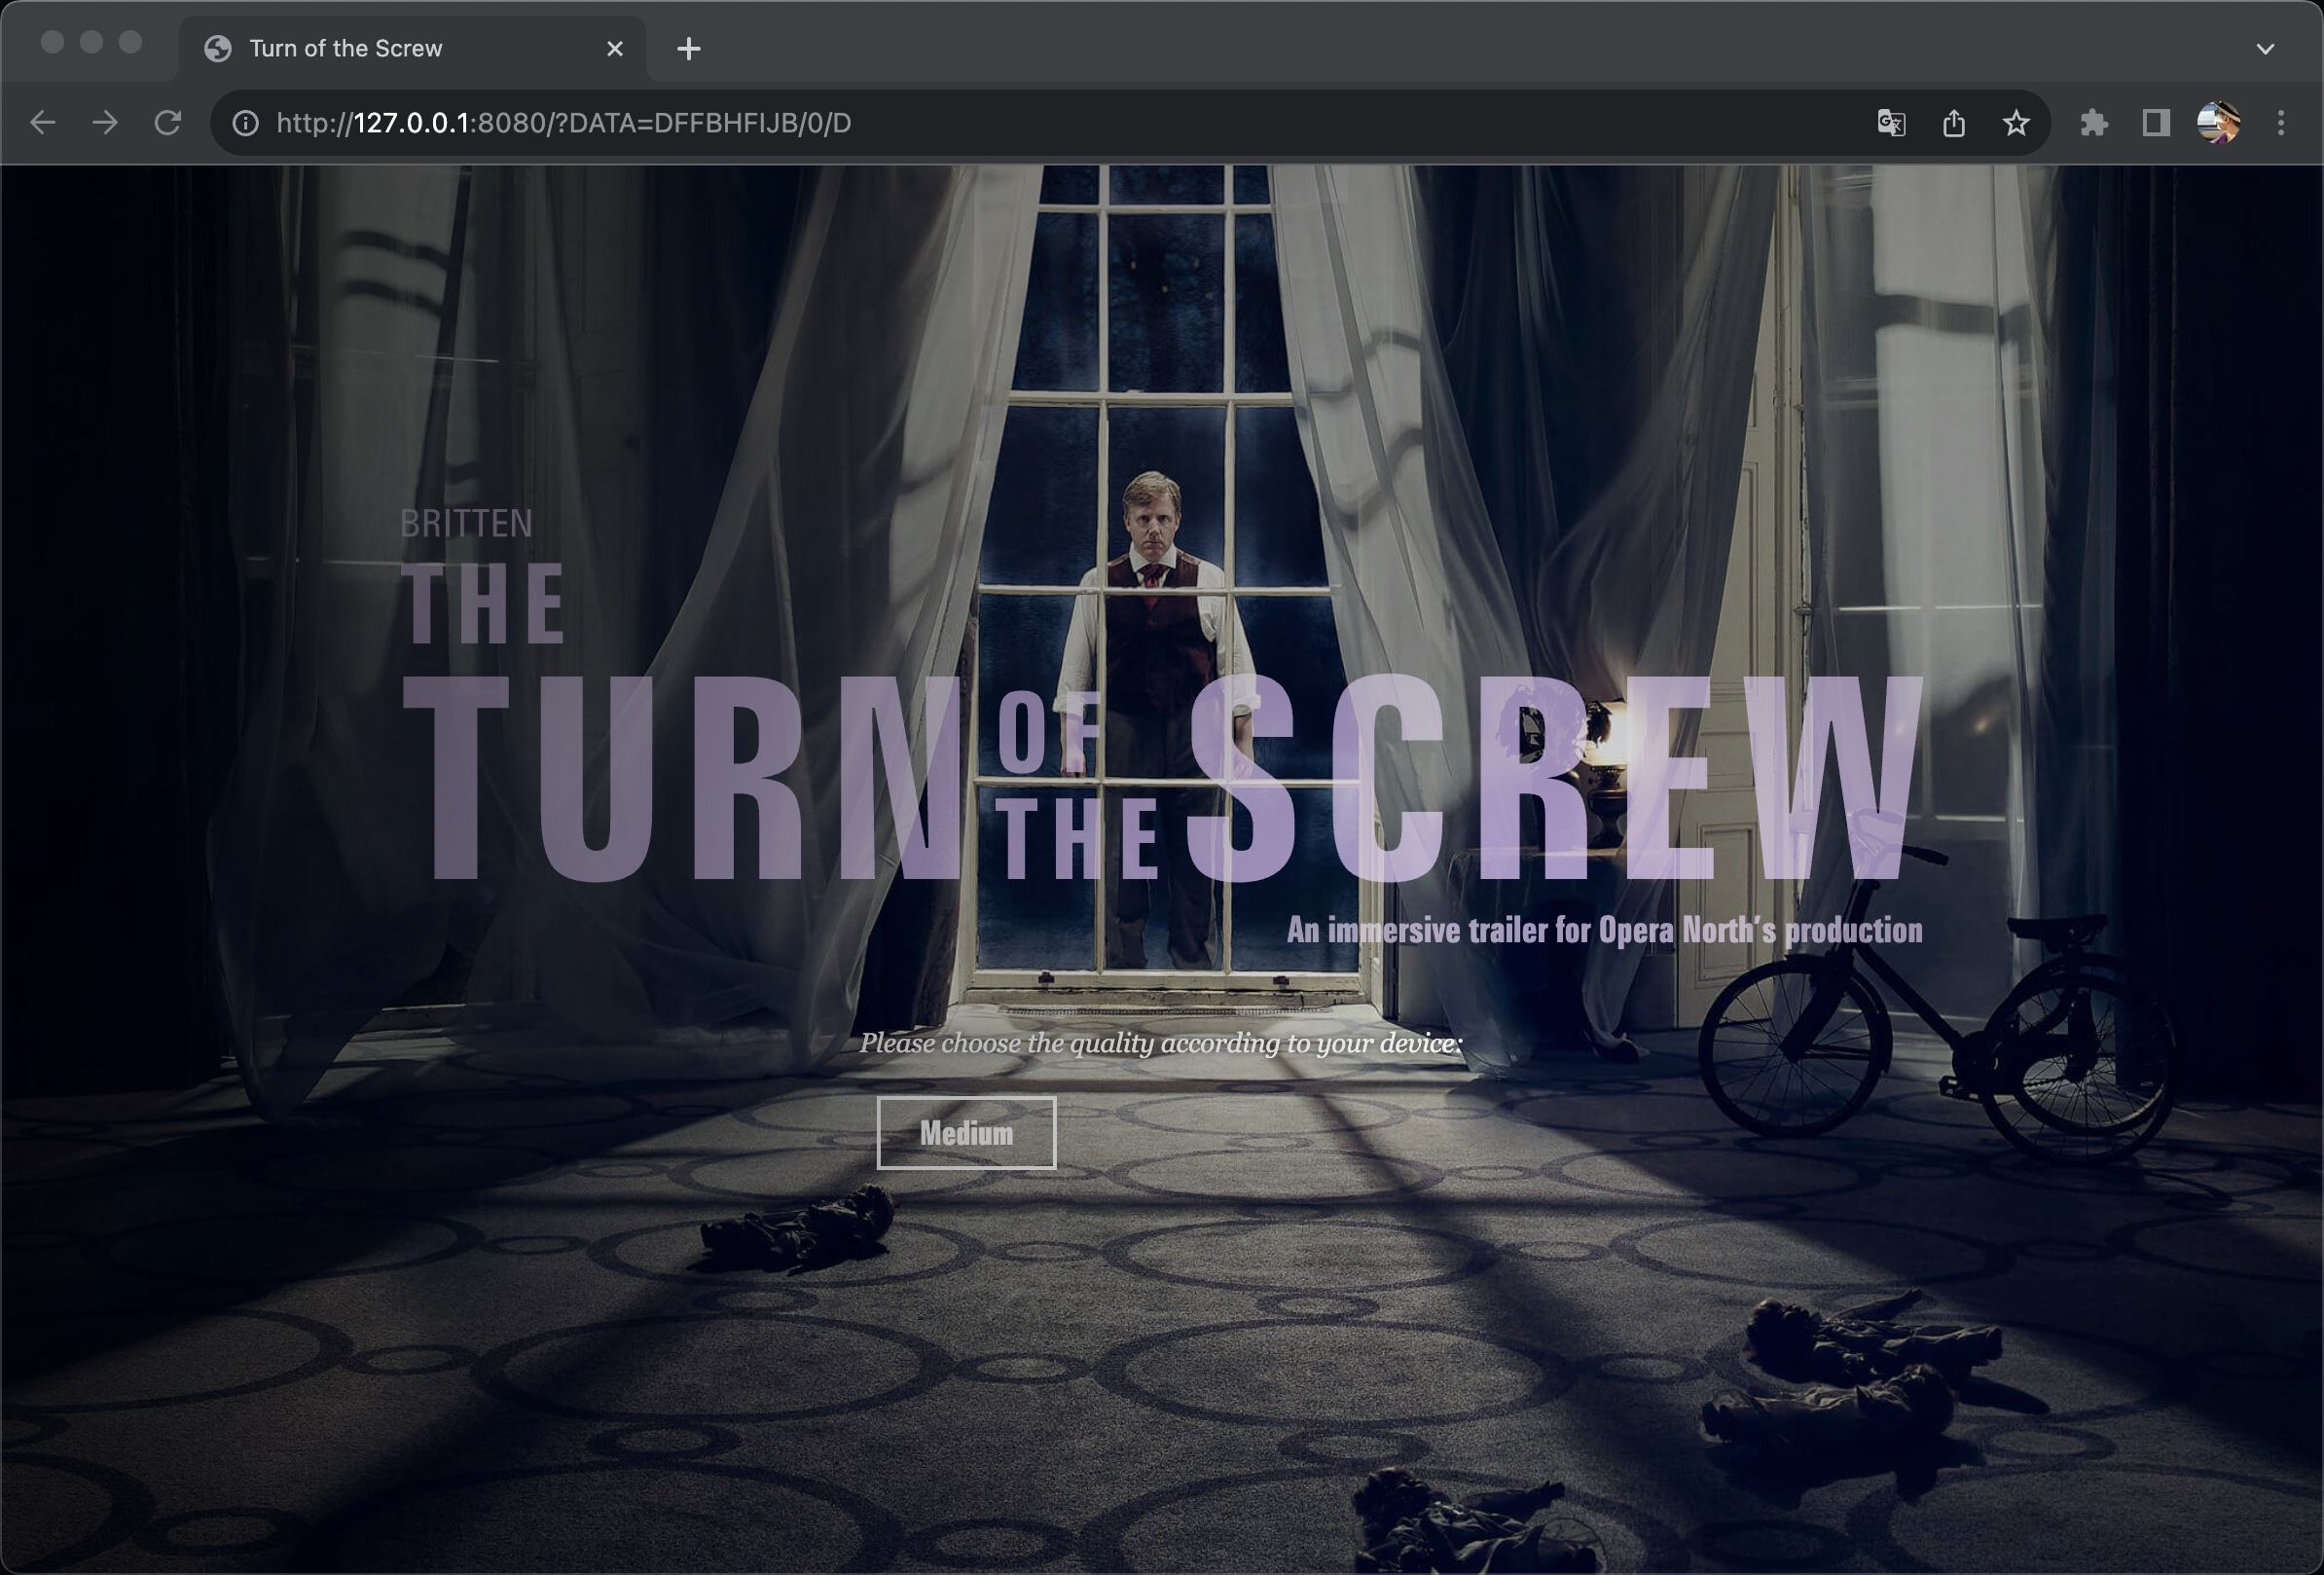 Turn of the Screw
http://127.0.0.1:8080/?DATA=DFFBHFIJB/0/D
BRITTEN
THE
TURN OF THE SCREW
An immersive trailer for Opera North’s production
Please choose the quality according to your device:
Medium